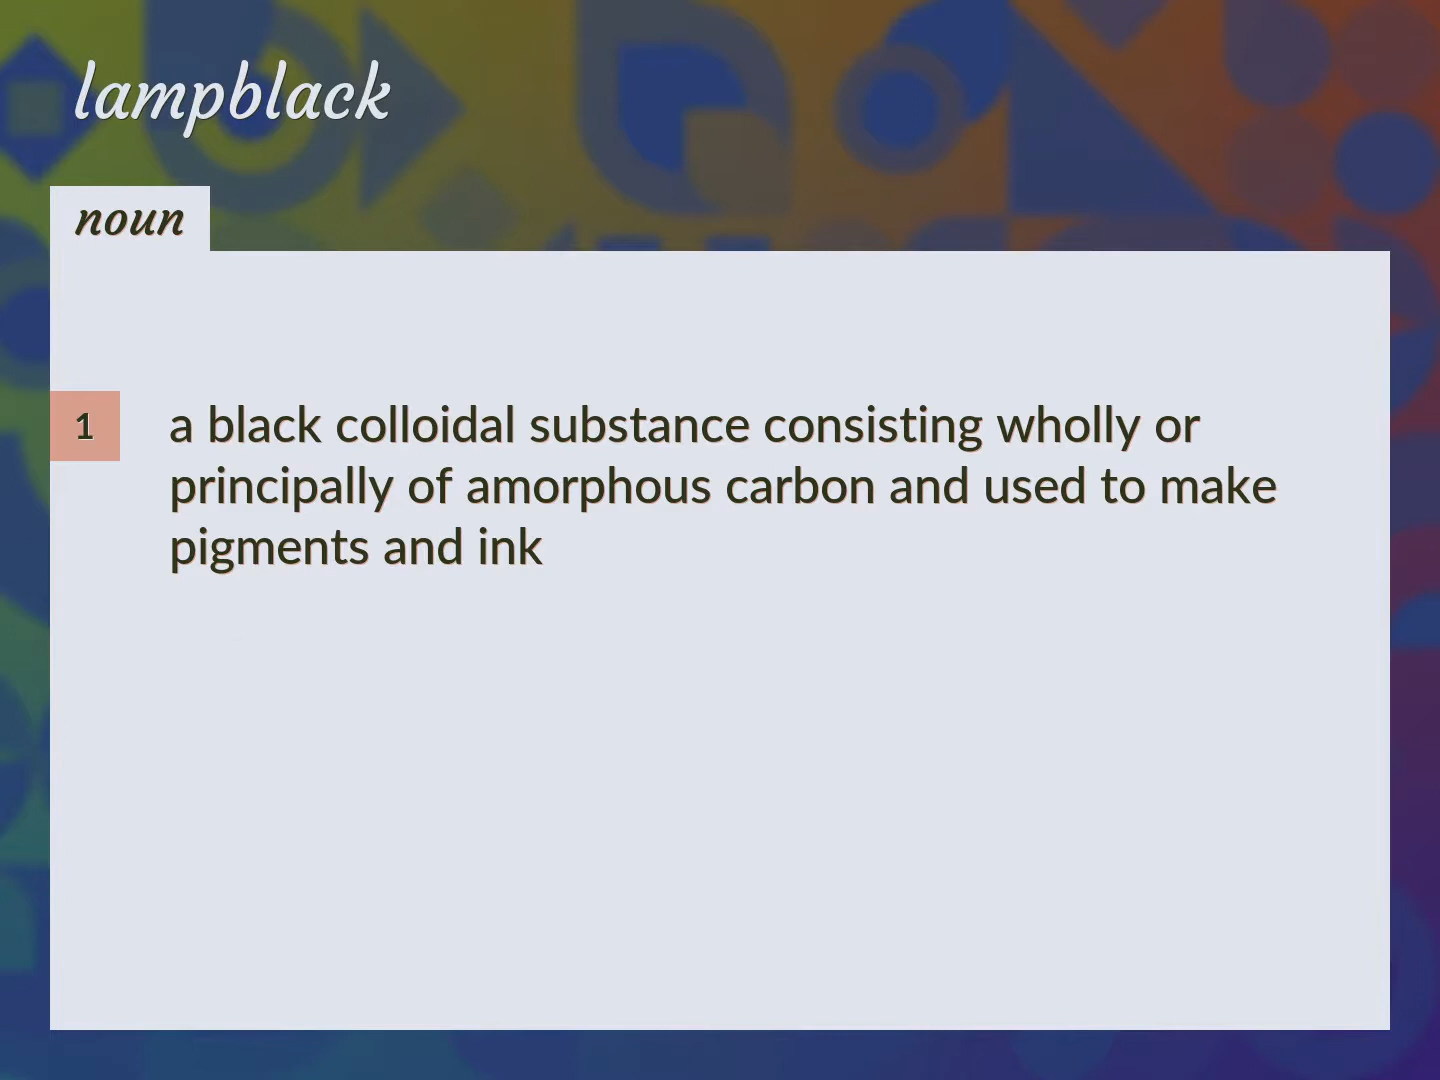 lampblack
noun
1
a black colloidal substance consisting wholly or
principally of amorphous carbon and used to make
pigments and ink